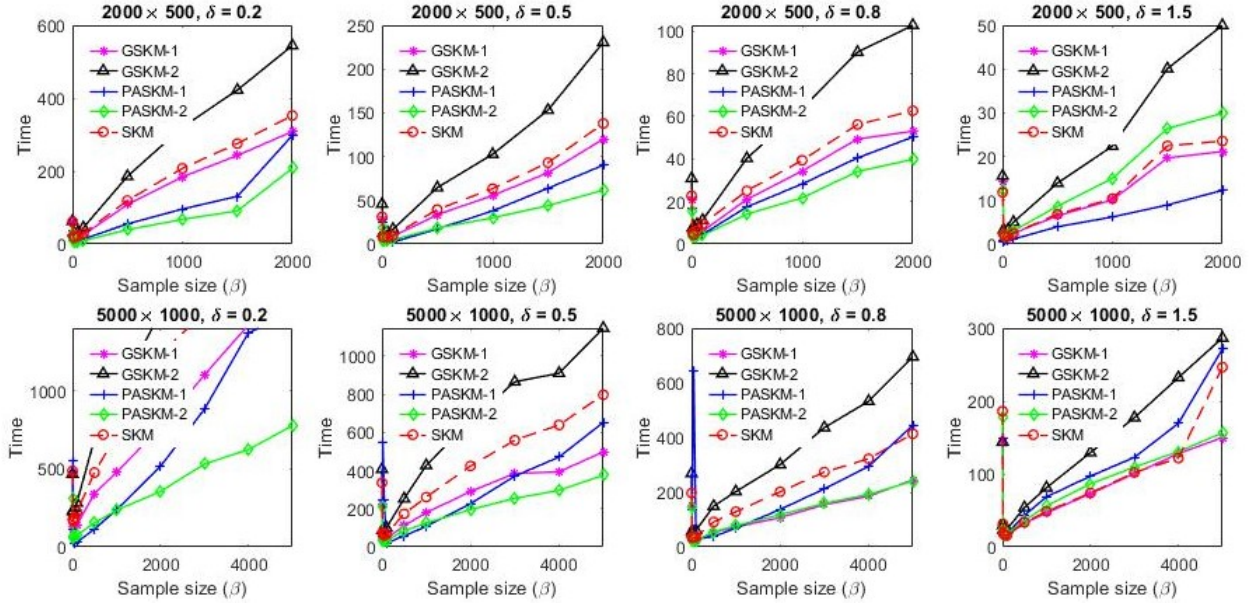 2000 × 500, δ = 0.2
600
400
200
0
Time
GSKM-1
GSKM-2
PASKM-1
PASKM-2
SKM
0 1000 2000
Sample size (β)
2000 × 500, δ = 0.5
250
200
150
100
50
0
Time
GSKM-1
GSKM-2
PASKM-1
PASKM-2
SKM
0 1000 2000
Sample size (β)
2000 × 500, δ = 0.8
100
80
60
40
20
0
Time
GSKM-1
GSKM-2
PASKM-1
PASKM-2
SKM
0 1000 2000
Sample size (β)
2000 × 500, δ = 1.5
50
40
30
20
10
0
Time
GSKM-1
GSKM-2
PASKM-1
PASKM-2
SKM
0 1000 2000
Sample size (β)
5000 × 1000, δ = 0.2
1000
500
0
Time
GSKM-1
GSKM-2
PASKM-1
PASKM-2
SKM
0 2000 4000
Sample size (β)
5000 × 1000, δ = 0.5
1000
800
600
400
200
0
Time
GSKM-1
GSKM-2
PASKM-1
PASKM-2
SKM
0 2000 4000
Sample size (β)
5000 × 1000, δ = 0.8
800
600
400
200
0
Time
GSKM-1
GSKM-2
PASKM-1
PASKM-2
SKM
0 2000 4000
Sample size (β)
5000 × 1000, δ = 1.5
300
200
100
0
Time
GSKM-1
GSKM-2
PASKM-1
PASKM-2
SKM
0 2000 4000
Sample size (β)